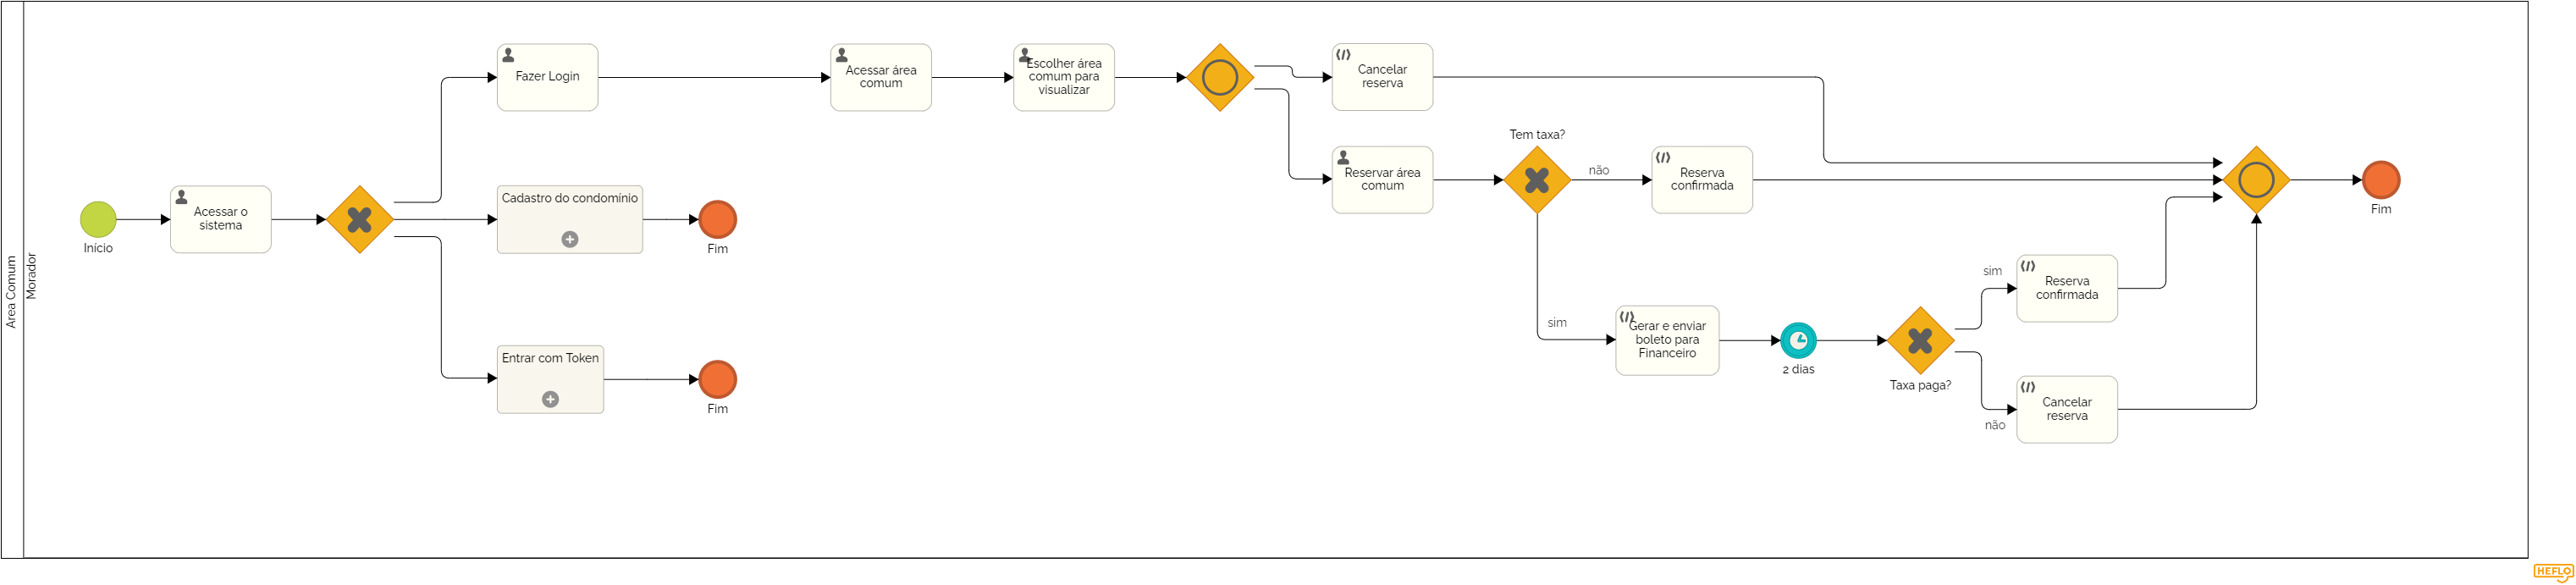 Area Comum
Morador
Início
Acessar o
sistema
Fazer Login
Cadastro do condomínio
Fim
Entrar com Token
Fim
Acessar área
comum
Escolher área
comum para
visualizar
Cancelar
reserva
Reservar área
comum
Tem taxa?
não
Reserva
confirmada
sim
Gerar e enviar
boleto para
Financeiro
2 dias
Taxa paga?
sim
Reserva
confirmada
não
Cancelar
reserva
Fim
HEFLO